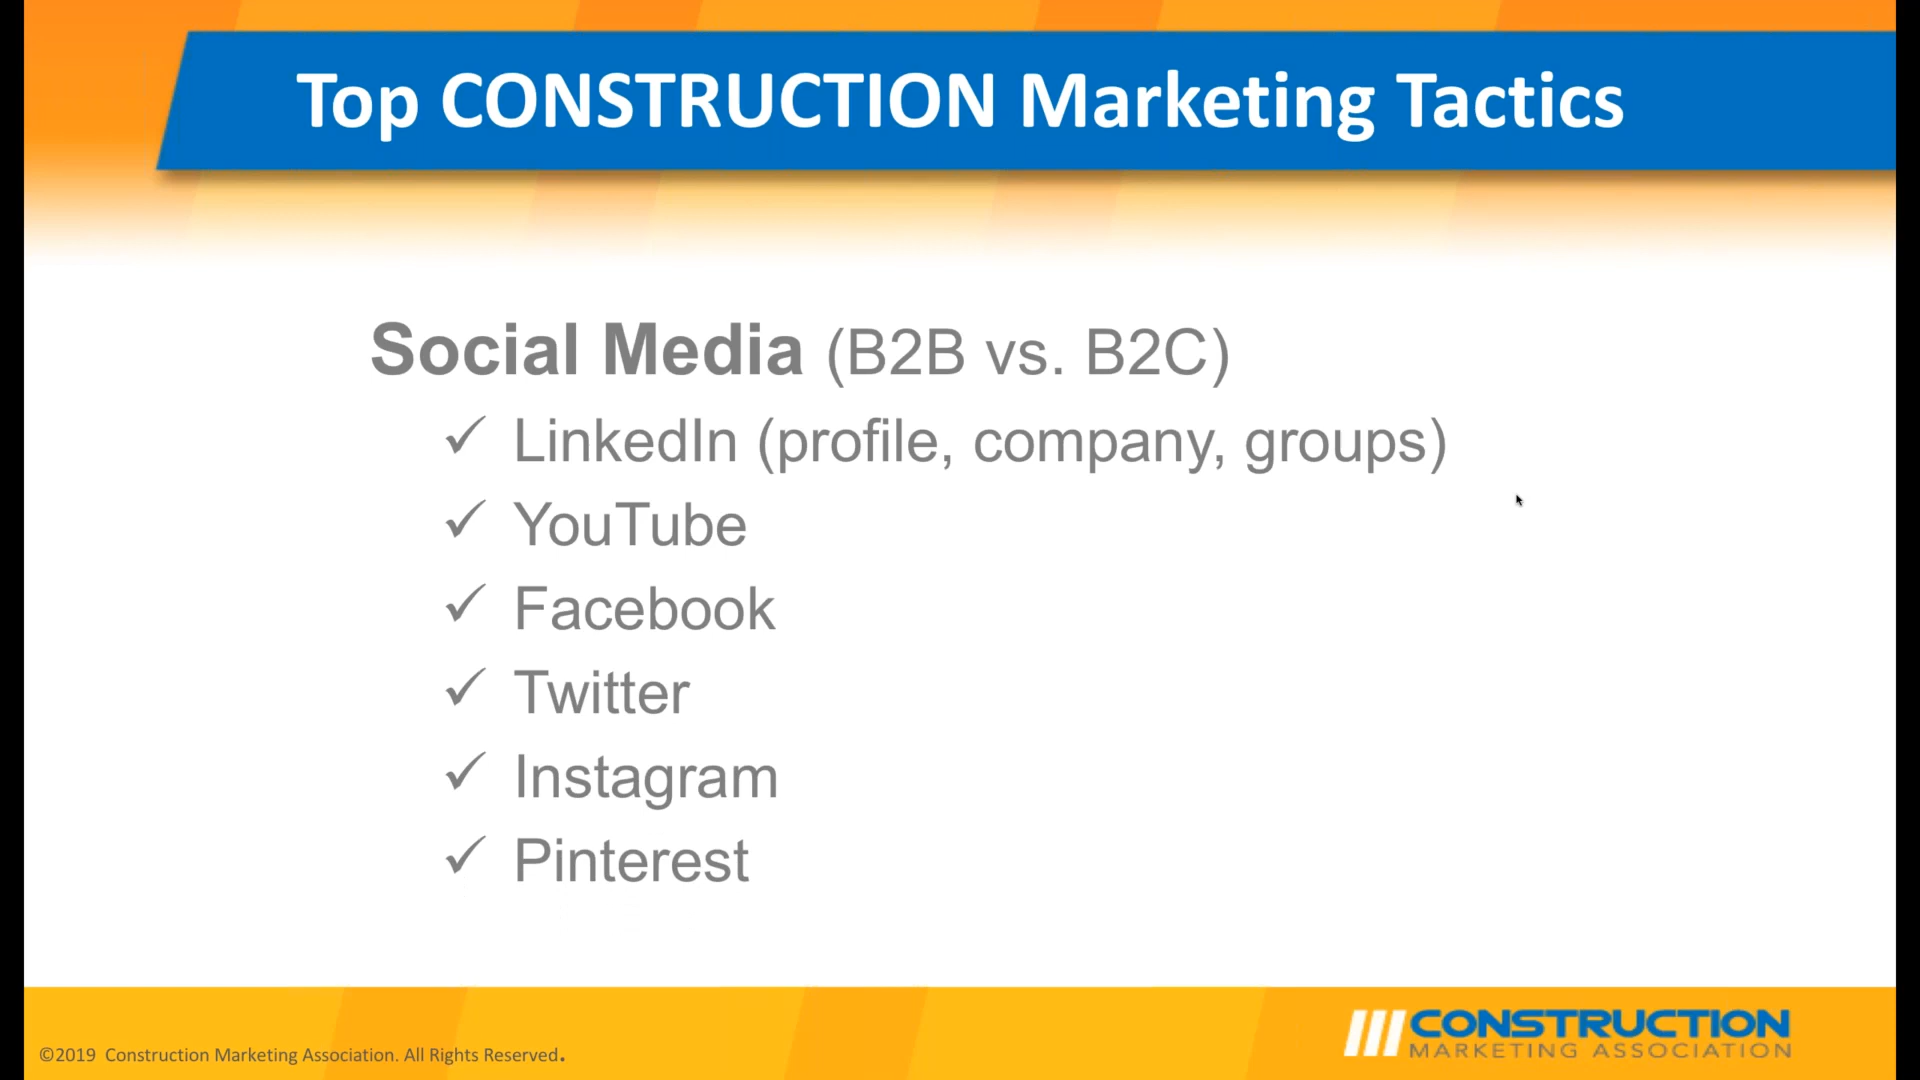 Top CONSTRUCTION Marketing Tactics
Social Media (B2B vs. B2C)
✓ LinkedIn (profile, company, groups)
✓ YouTube
✓ Facebook
✓ Twitter
✓ Instagram
✓ Pinterest
©2019 Construction Marketing Association. All Rights Reserved.
CONSTRUCTION
MARKETING ASSOCIATION